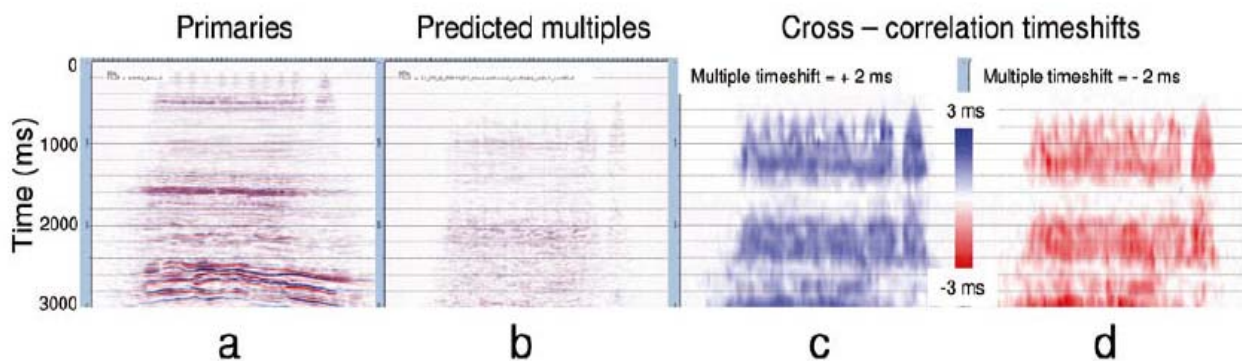 Primaries
Predicted multiples
Cross – correlation timeshifts
Multiple timeshift = + 2 ms
Multiple timeshift = - 2 ms
Time (ms)
0
1000
2000
3000
3 ms
-3 ms
a
b
c
d